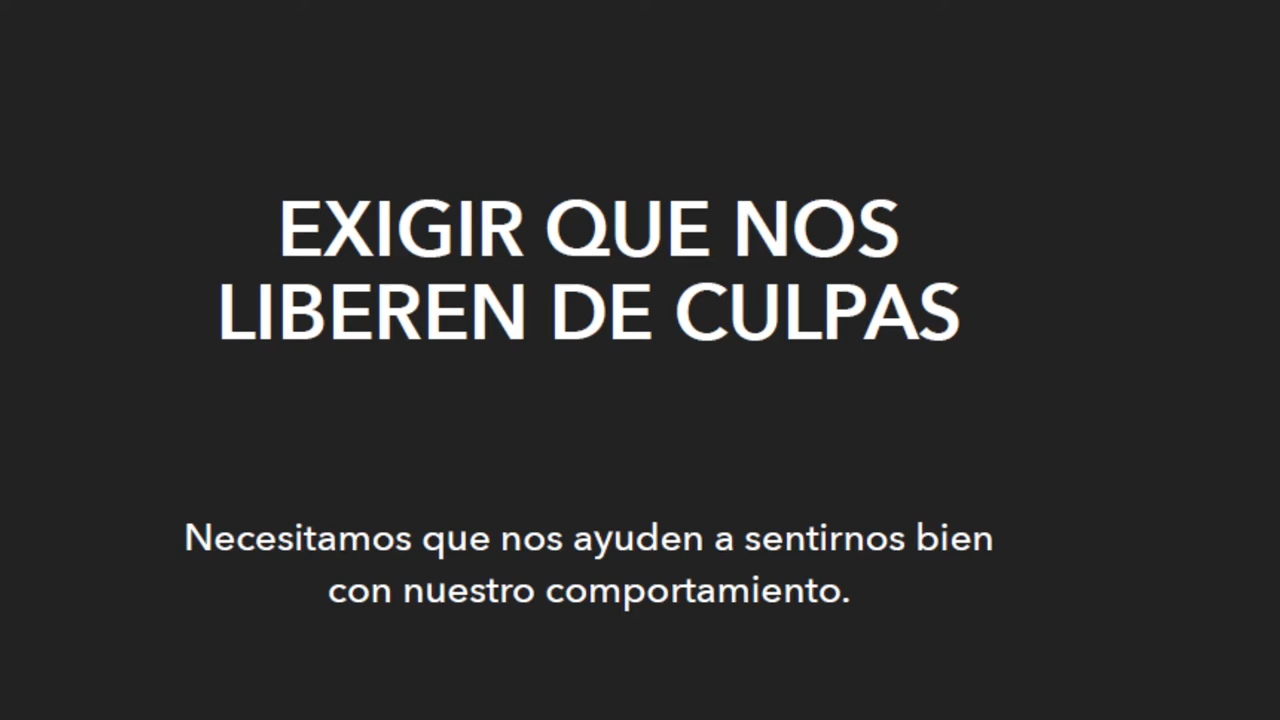 EXIGIR QUE NOS
LIBEREN DE CULPAS
Necesitamos que nos ayuden a sentirnos bien
con nuestro comportamiento.